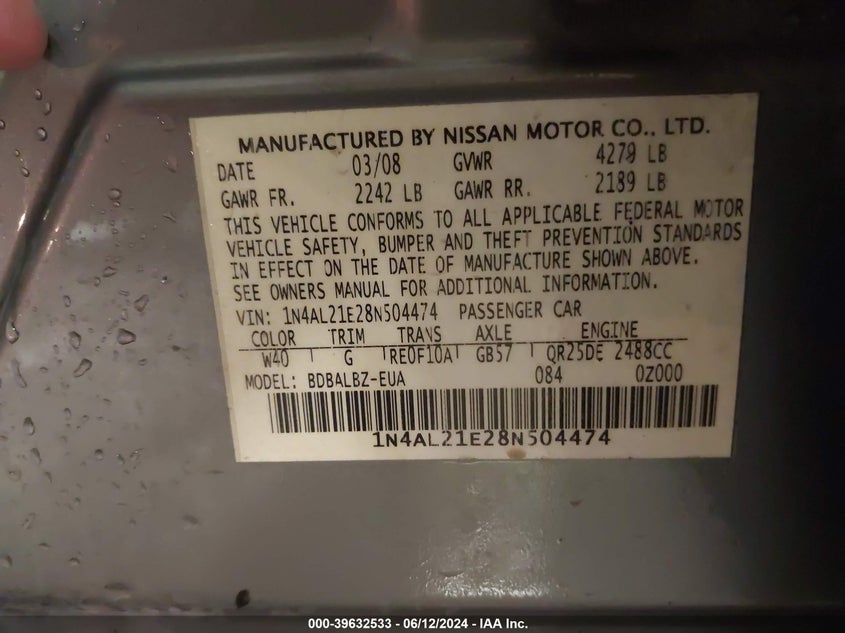 MANUFACTURED BY NISSAN MOTOR CO., LTD.
DATE 03/08 GVWR 4279 LB
GAWR FR. 2242 LB GAWR RR. 2189 LB
THIS VEHICLE CONFORMS TO ALL APPLICABLE FEDERAL MOTOR
VEHICLE SAFETY, BUMPER AND THEFT PREVENTION STANDARDS
IN EFFECT ON THE DATE OF MANUFACTURE SHOWN ABOVE.
SEE OWNERS MANUAL FOR ADDITIONAL INFORMATION.
VIN: 1N4AL21E28N504474 PASSENGER CAR
COLOR TRIM TRANS AXLE ENGINE
W40 G RE0F10A GB57 QR25DE 2488CC
MODEL: BDBALBZ-EUA 084 0Z000
1N4AL21E28N504474
000-39632533 - 06/12/2024 - IAA Inc.